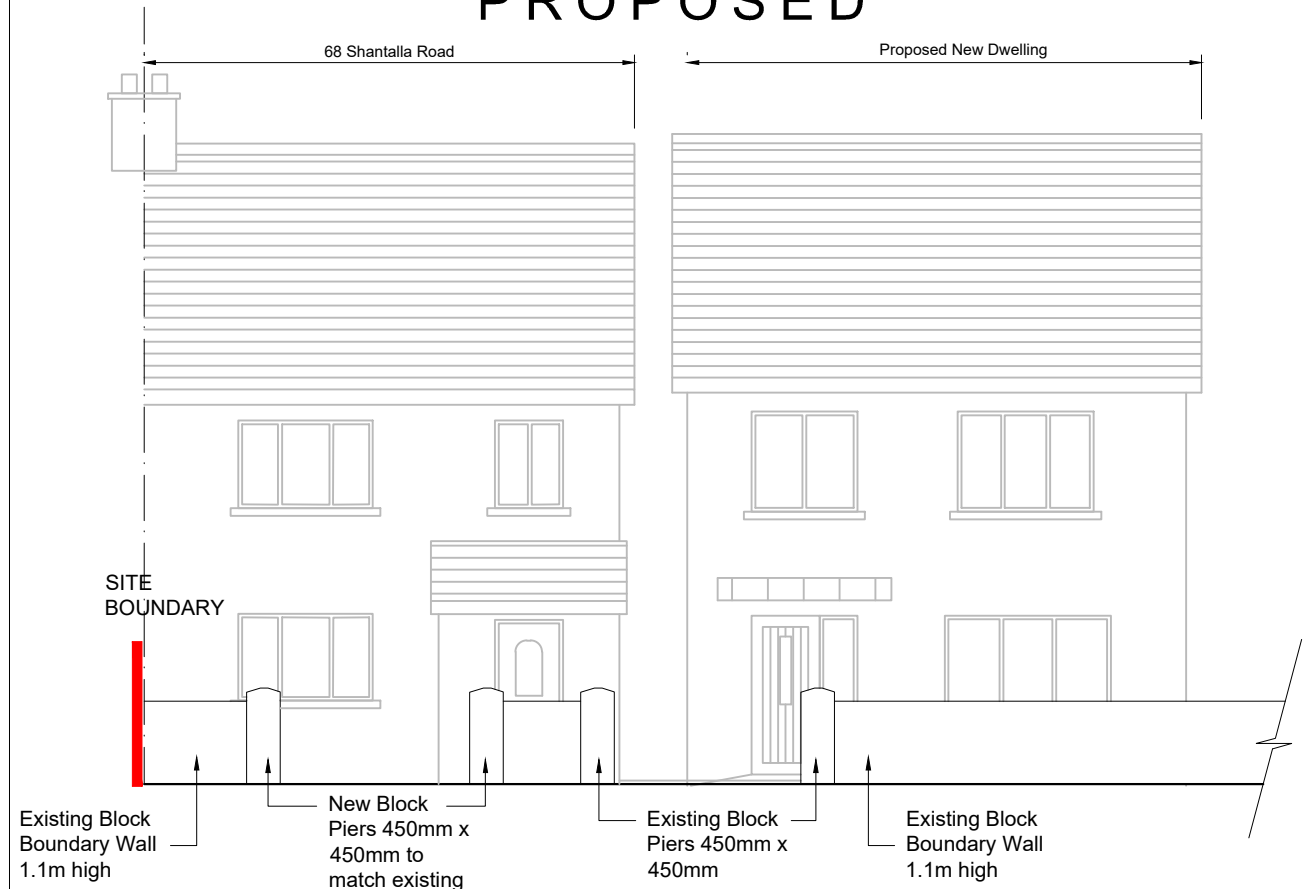 PROPOSED
68 Shantalla Road
Proposed New Dwelling
SITE
BOUNDARY
Existing Block
Boundary Wall
1.1m high
New Block
Piers 450mm x
450mm to
match existing
Existing Block
Piers 450mm x
450mm
Existing Block
Boundary Wall
1.1m high